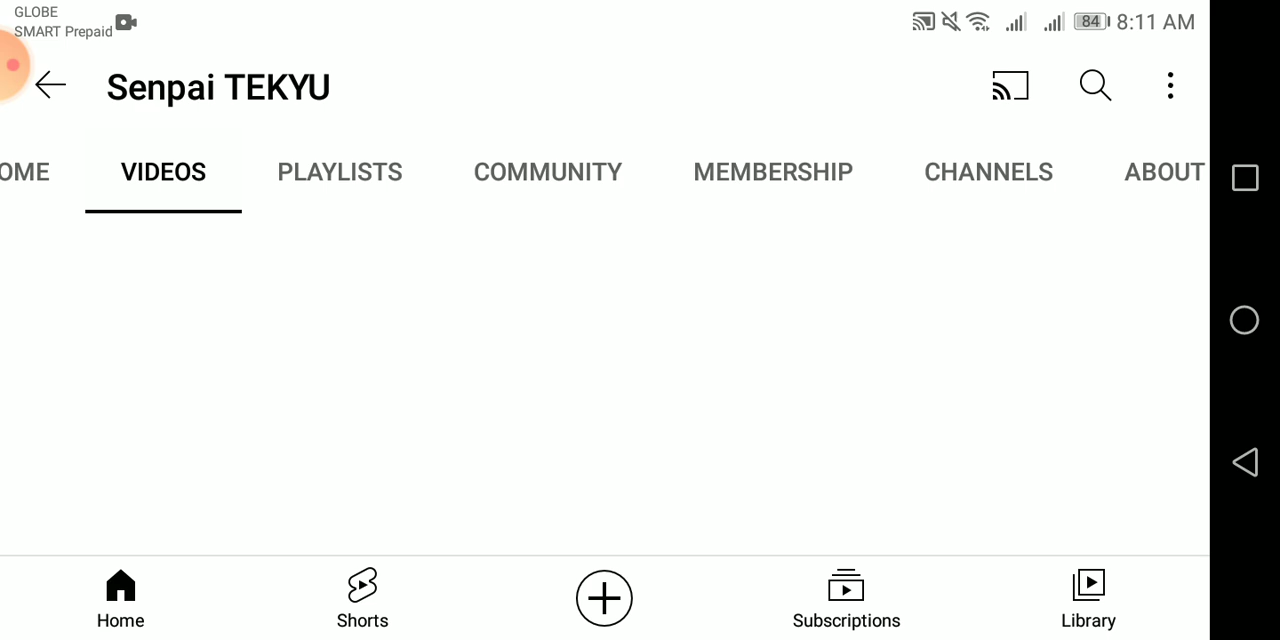 GLOBE
SMART Prepaid
84 8:11 AM
Senpai TEKYU
OME VIDEOS PLAYLISTS COMMUNITY MEMBERSHIP CHANNELS ABOUT
Home Shorts Subscriptions Library